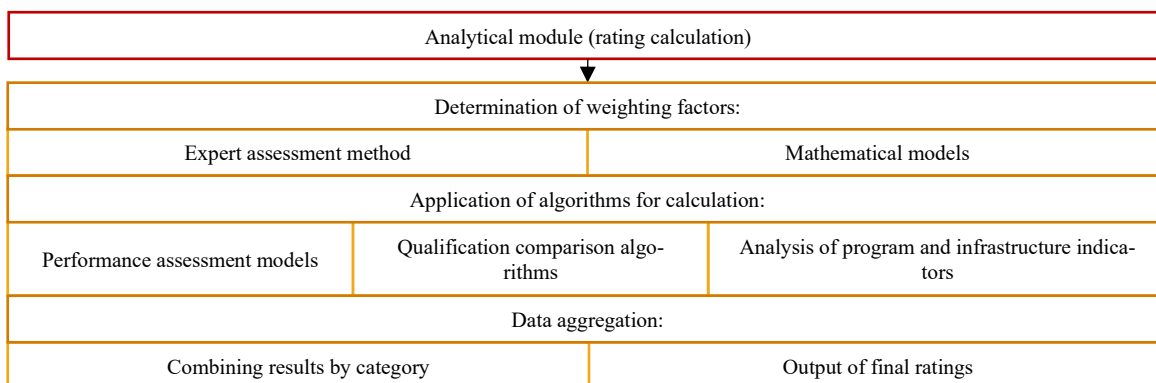 Analytical module (rating calculation)
Determination of weighting factors:
Expert assessment method
Mathematical models
Application of algorithms for calculation:
Performance assessment models
Qualification comparison algo-
rithms
Analysis of program and infrastructure indica-
tors
Data aggregation:
Combining results by category
Output of final ratings